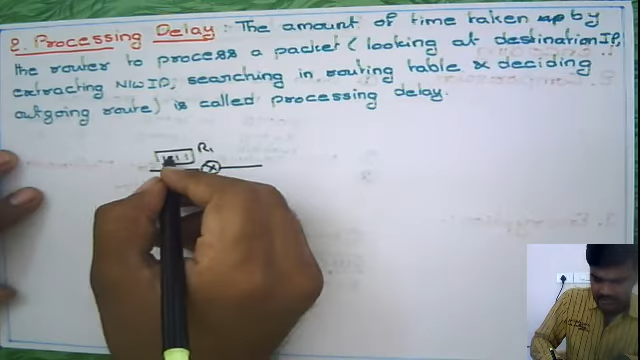 2. Processing Delay : The amount of time taken up by
the router to process a packet (looking at destination IP,
extracting N/W ID, searching in routing table & deciding
outgoing route) is called processing delay.
R1